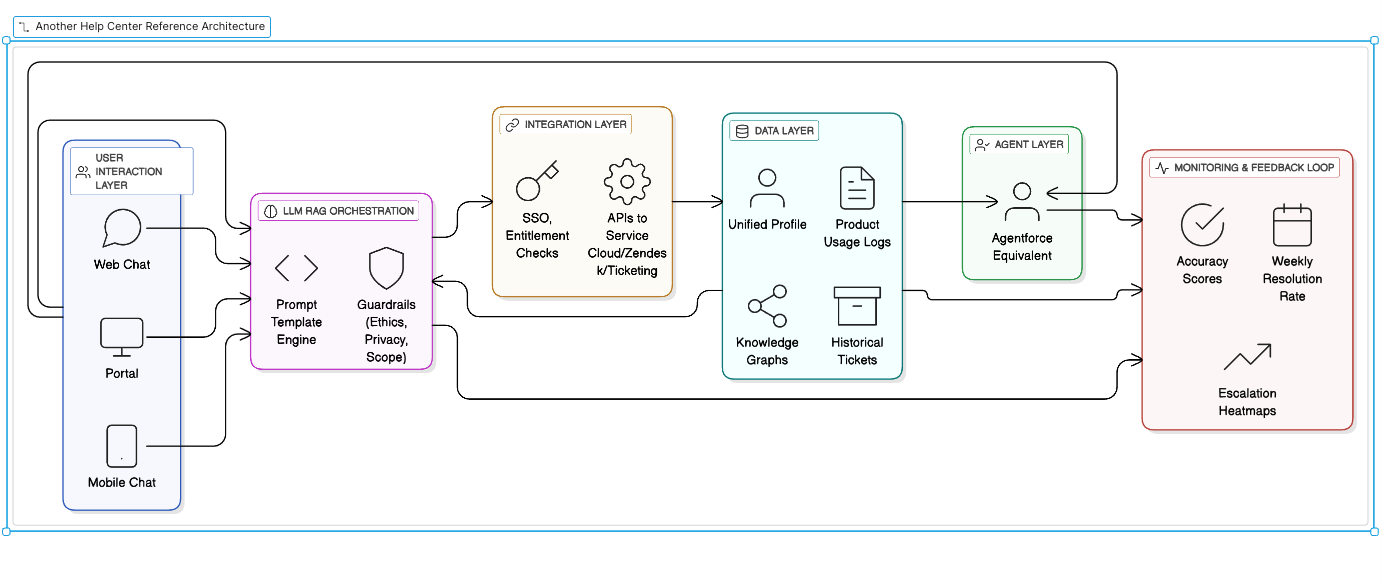 Another Help Center Reference Architecture
USER
INTERACTION
LAYER
Web Chat
Portal
Mobile Chat
LLM RAG ORCHESTRATION
Prompt
Template
Engine
Guardrails
(Ethics,
Privacy,
Scope)
INTEGRATION LAYER
SSO,
Entitlement
Checks
APIs to
Service
Cloud/Zendes
k/Ticketing
DATA LAYER
Unified Profile
Product
Usage Logs
Knowledge
Graphs
Historical
Tickets
AGENT LAYER
Agentforce
Equivalent
MONITORING & FEEDBACK LOOP
Accuracy
Scores
Weekly
Resolution
Rate
Escalation
Heatmaps